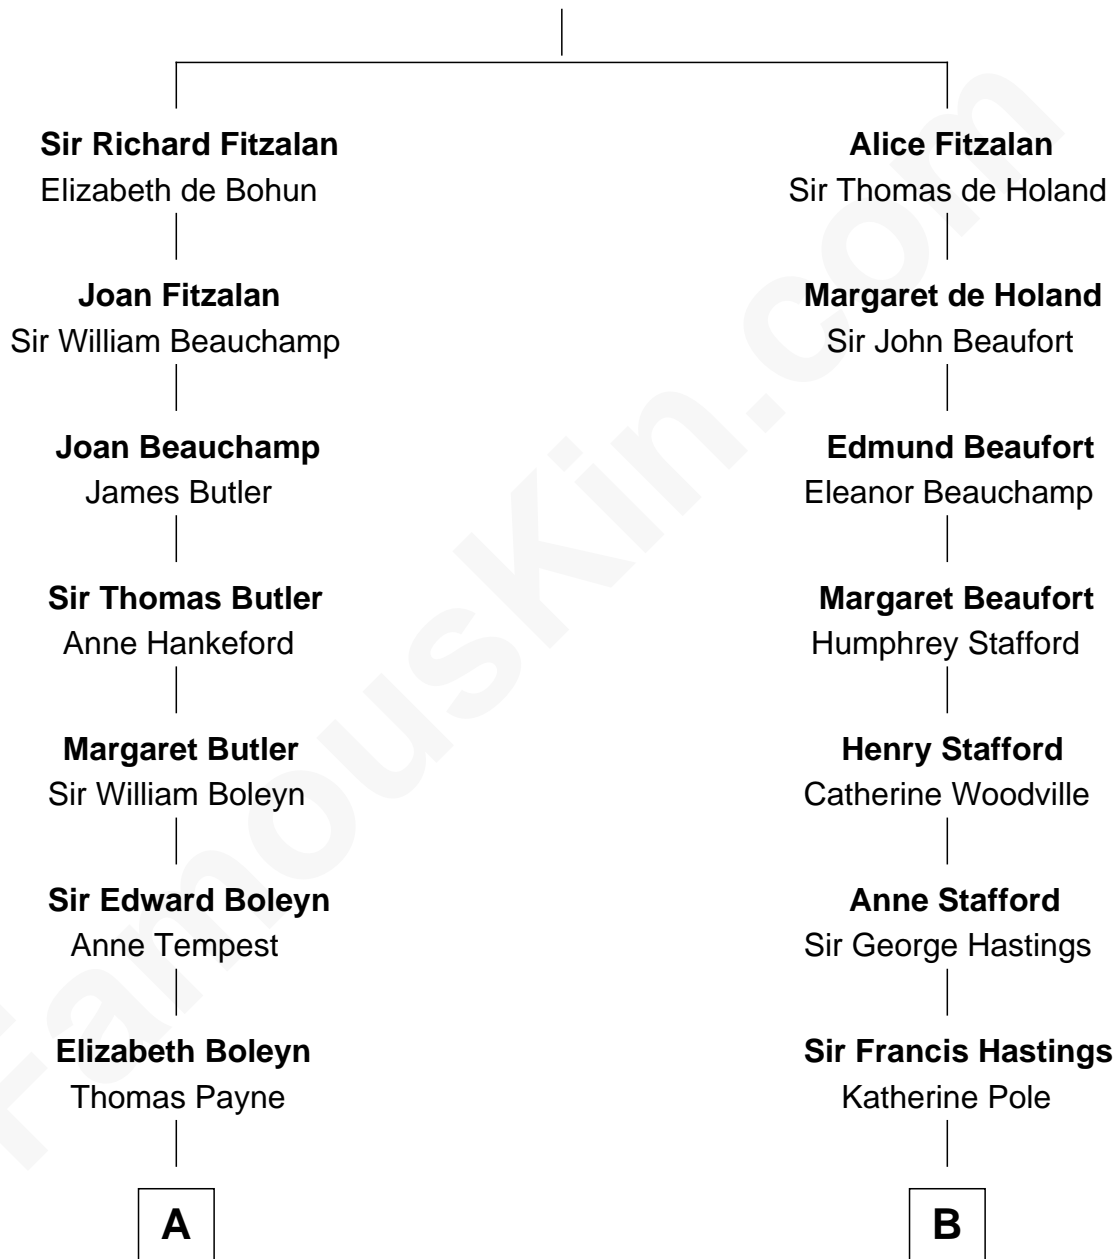 Sir Richard Fitzalan
Elizabeth de Bohun
Joan Fitzalan
Sir William Beauchamp
Joan Beauchamp
James Butler
Sir Thomas Butler
Anne Hankeford
Margaret Butler
Sir William Boleyn
Sir Edward Boleyn
Anne Tempest
Elizabeth Boleyn
Thomas Payne
A
Alice Fitzalan
Sir Thomas de Holand
Margaret de Holand
Sir John Beaufort
Edmund Beaufort
Eleanor Beauchamp
Margaret Beaufort
Humphrey Stafford
Henry Stafford
Catherine Woodville
Anne Stafford
Sir George Hastings
Sir Francis Hastings
Katherine Pole
B
FamousKin.com